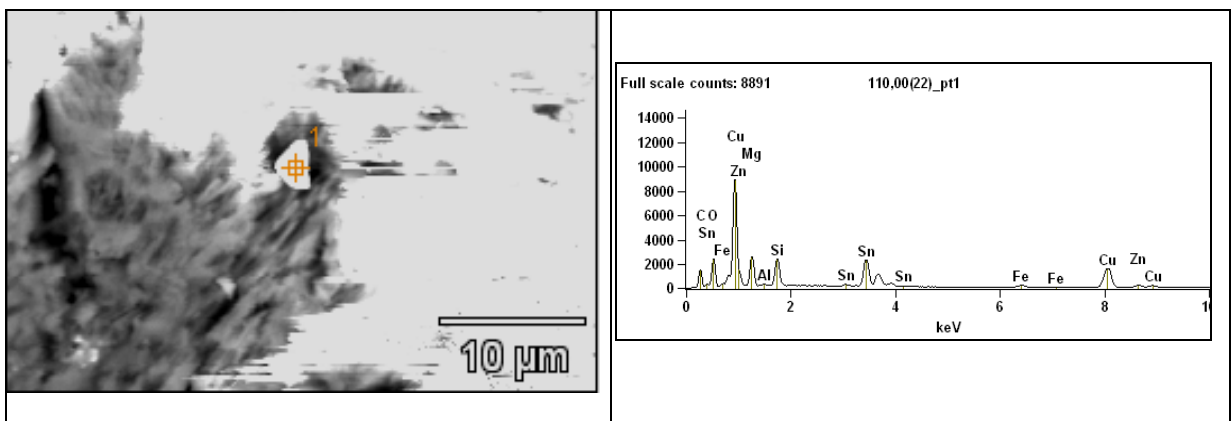 1
10 µm
Full scale counts: 8891 110,00(22)_pt1
14000
12000
10000
8000
6000
4000
2000
0
Cu
Mg
Zn
C O
Sn
Fe
Al
Si
Sn
Sn
Sn
Fe
Fe
Cu
Zn
Cu
0 2 4 6 8 10
keV